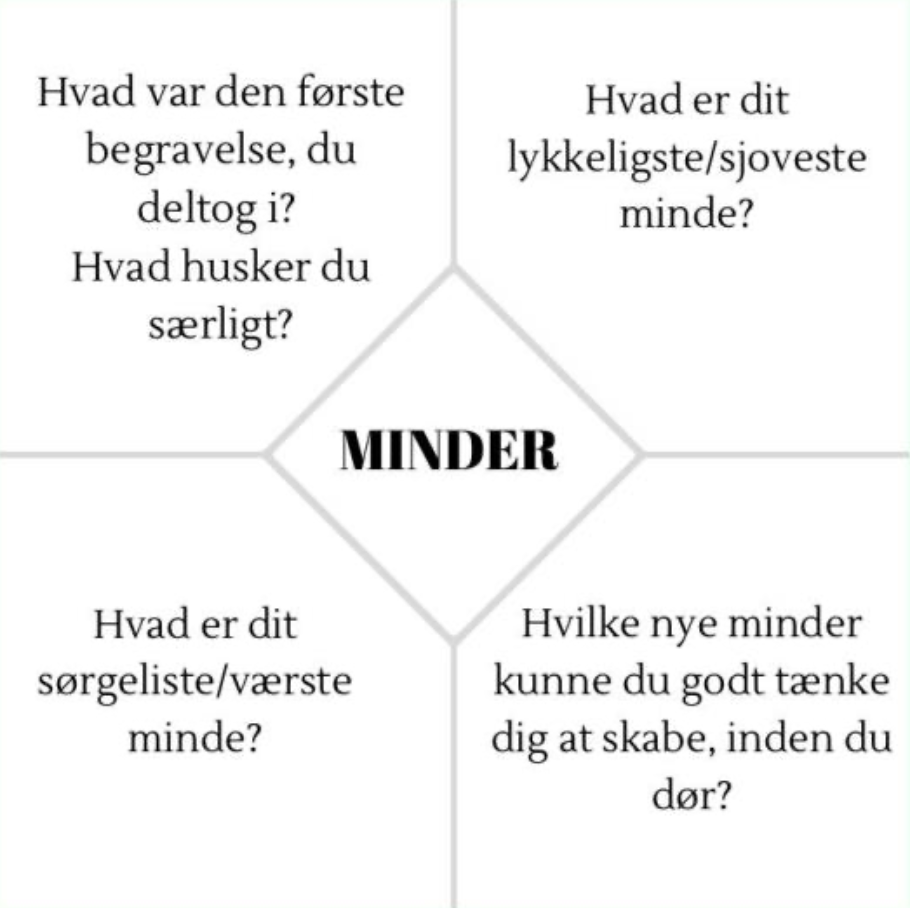 Hvad var den første
begravelse, du
deltog i?
Hvad husker du
særligt?
Hvad er dit
lykkeligste/sjoveste
minde?
MINDER
Hvad er dit
sørgeliste/værste
minde?
Hvilke nye minder
kunne du godt tænke
dig at skabe, inden du
dør?